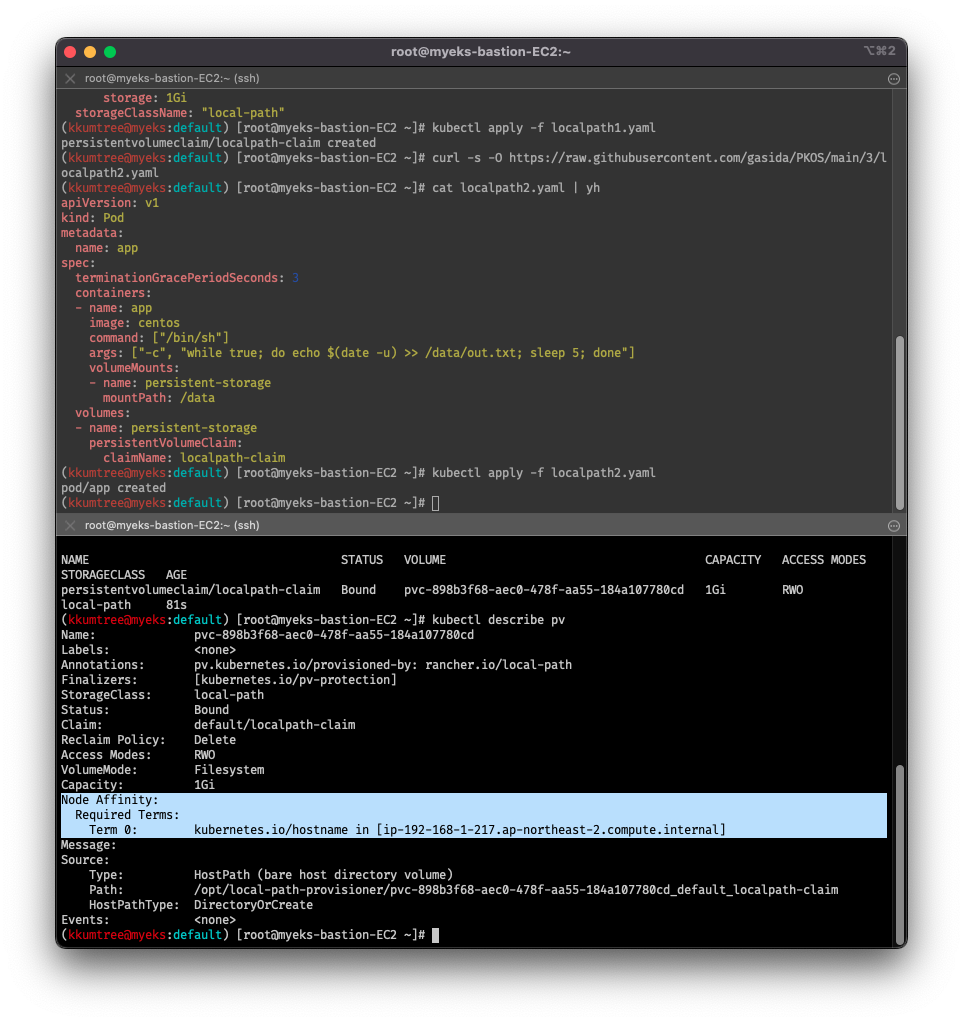 root@myeks-bastion-EC2:~
⌥⌘2
root@myeks-bastion-EC2:~ (ssh)
storage: 1Gi
storageClassName: "local-path"
(kkumtree@myeks:default) [root@myeks-bastion-EC2 ~]# kubectl apply -f localpath1.yaml
persistentvolumeclaim/localpath-claim created
(kkumtree@myeks:default) [root@myeks-bastion-EC2 ~]# curl -s -O https://raw.githubusercontent.com/gasida/PKOS/main/3/l
ocalpath2.yaml
(kkumtree@myeks:default) [root@myeks-bastion-EC2 ~]# cat localpath2.yaml | yh
apiVersion: v1
kind: Pod
metadata:
  name: app
spec:
  terminationGracePeriodSeconds: 3
  containers:
  - name: app
    image: centos
    command: ["/bin/sh"]
    args: ["-c", "while true; do echo $(date -u) >> /data/out.txt; sleep 5; done"]
    volumeMounts:
    - name: persistent-storage
      mountPath: /data
  volumes:
  - name: persistent-storage
    persistentVolumeClaim:
      claimName: localpath-claim
(kkumtree@myeks:default) [root@myeks-bastion-EC2 ~]# kubectl apply -f localpath2.yaml
pod/app created
(kkumtree@myeks:default) [root@myeks-bastion-EC2 ~]#
root@myeks-bastion-EC2:~ (ssh)
NAME STATUS VOLUME CAPACITY ACCESS MODES
STORAGECLASS AGE
persistentvolumeclaim/localpath-claim Bound pvc-898b3f68-aec0-478f-aa55-184a107780cd 1Gi RWO
local-path 81s
(kkumtree@myeks:default) [root@myeks-bastion-EC2 ~]# kubectl describe pv
Name: pvc-898b3f68-aec0-478f-aa55-184a107780cd
Labels: <none>
Annotations: pv.kubernetes.io/provisioned-by: rancher.io/local-path
Finalizers: [kubernetes.io/pv-protection]
StorageClass: local-path
Status: Bound
Claim: default/localpath-claim
Reclaim Policy: Delete
Access Modes: RWO
VolumeMode: Filesystem
Capacity: 1Gi
Node Affinity:
  Required Terms:
    Term 0: kubernetes.io/hostname in [ip-192-168-1-217.ap-northeast-2.compute.internal]
Message:
Source:
    Type: HostPath (bare host directory volume)
    Path: /opt/local-path-provisioner/pvc-898b3f68-aec0-478f-aa55-184a107780cd_default_localpath-claim
    HostPathType: DirectoryOrCreate
Events: <none>
(kkumtree@myeks:default) [root@myeks-bastion-EC2 ~]#